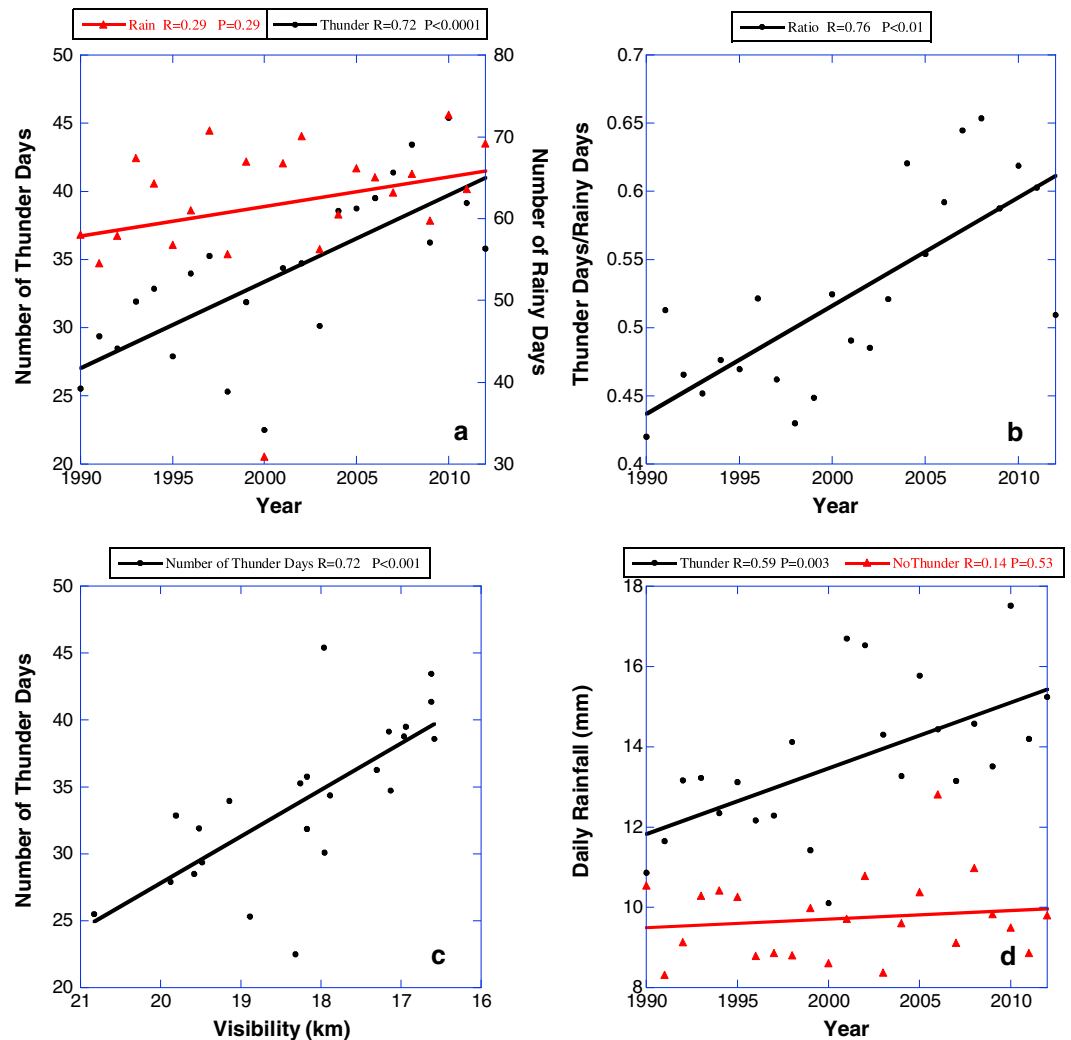 Rain R=0.29 P=0.29 Thunder R=0.72 P<0.0001
50 80
45 70
40
60
35
50
30
40
25
20 30
Number of Thunder Days
Number of Rainy Days
a
1990 1995 2000 2005 2010
Year
Ratio R=0.76 P<0.01
0.7
0.65
0.6
0.55
0.5
0.45
0.4
Thunder Days/Rainy Days
b
1990 1995 2000 2005 2010
Year
Number of Thunder Days R=0.72 P<0.001
50
45
40
35
30
25
20
Number of Thunder Days
c
21 20 19 18 17 16
Visibility (km)
Thunder R=0.59 P=0.003 NoThunder R=0.14 P=0.53
18
16
14
12
10
8
Daily Rainfall (mm)
d
1990 1995 2000 2005 2010
Year